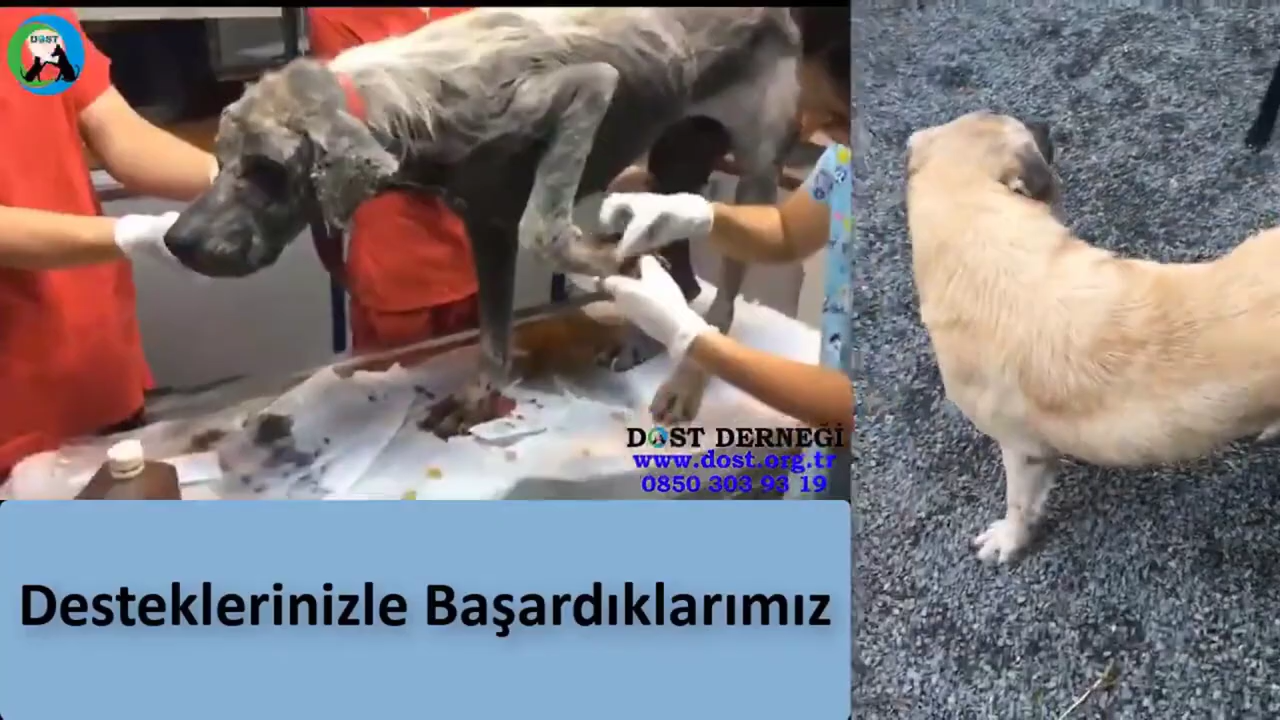 DOST
DOST DERNEĞİ
www.dost.org.tr
0850 303 93 19
Desteklerinizle Başardıklarımız